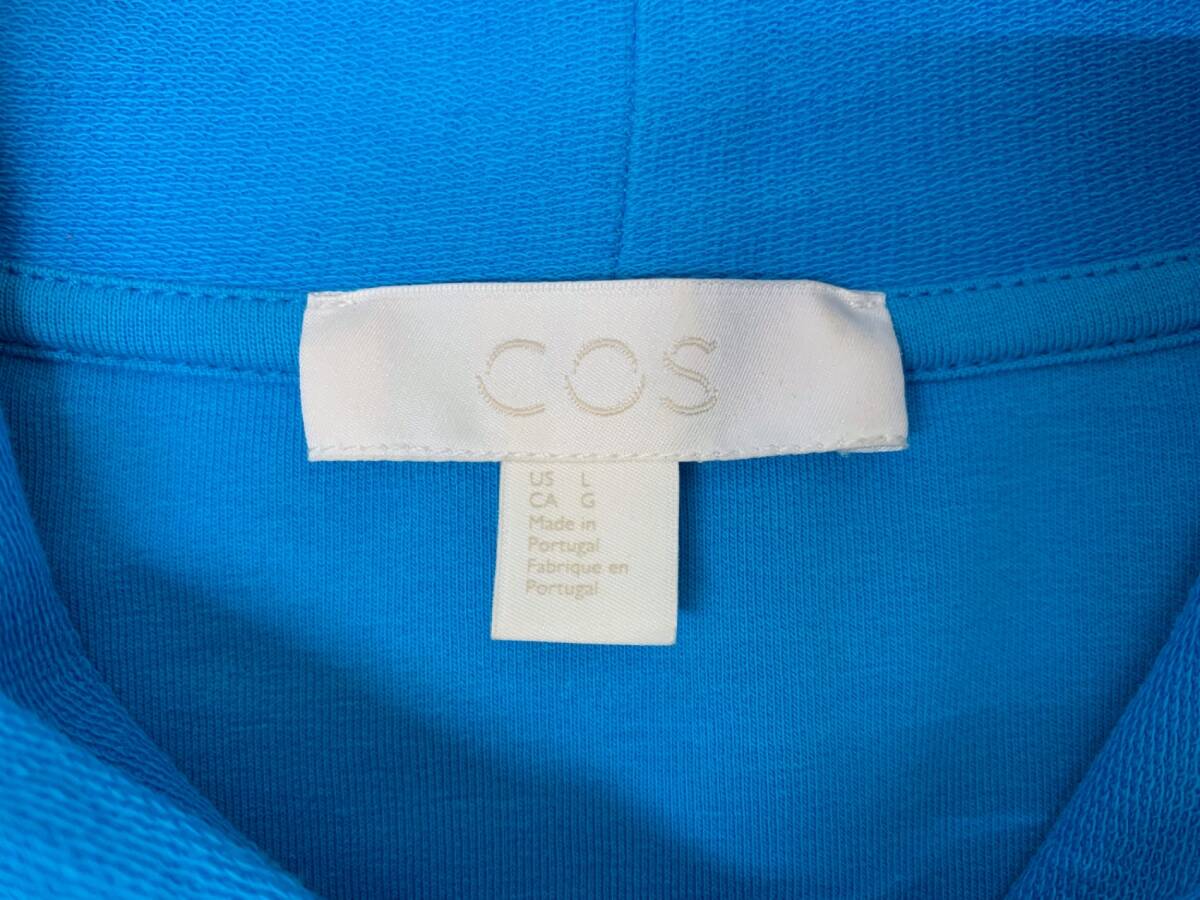 COS
US L
CA G
Made in
Portugal
Fabrique en
Portugal